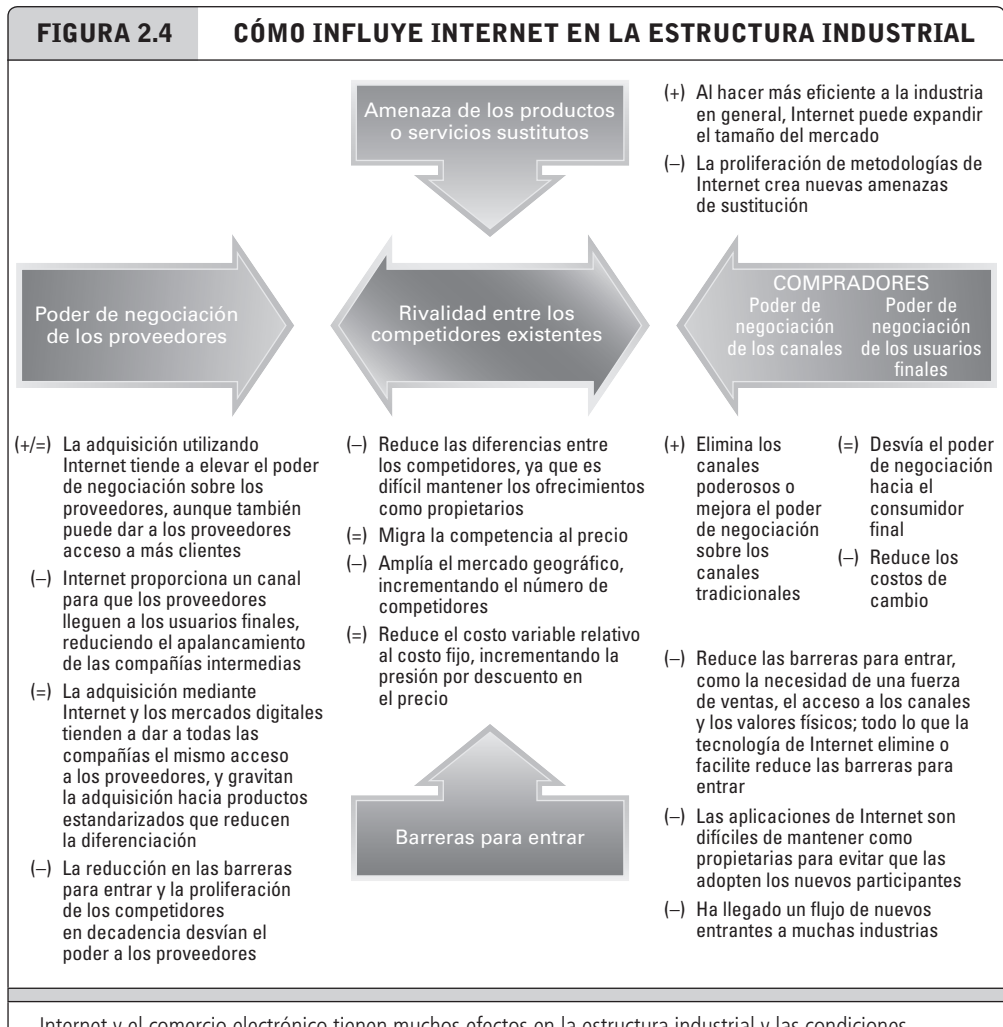 FIGURA 2.4
CÓMO INFLUYE INTERNET EN LA ESTRUCTURA INDUSTRIAL
Amenaza de los productos
o servicios sustitutos
(+) Al hacer más eficiente a la industria
en general, Internet puede expandir
el tamaño del mercado
(–) La proliferación de metodologías de
Internet crea nuevas amenazas
de sustitución
Poder de negociación
de los proveedores
Rivalidad entre los
competidores existentes
COMPRADORES
Poder de
negociación
de los canales
Poder de
negociación
de los usuarios
finales
(+/=) La adquisición utilizando
Internet tiende a elevar el poder
de negociación sobre los
proveedores, aunque también
puede dar a los proveedores
acceso a más clientes
(–) Internet proporciona un canal
para que los proveedores
lleguen a los usuarios finales,
reduciendo el apalancamiento
de las compañías intermedias
(=) La adquisición mediante
Internet y los mercados digitales
tienden a dar a todas las
compañías el mismo acceso
a los proveedores, y gravitan
la adquisición hacia productos
estandarizados que reducen
la diferenciación
(–) La reducción en las barreras
para entrar y la proliferación
de los competidores
en decadencia desvían el
poder a los proveedores
(–) Reduce las diferencias entre
los competidores, ya que es
difícil mantener los ofrecimientos
como propietarios
(=) Migra la competencia al precio
(–) Amplía el mercado geográfico,
incrementando el número de
competidores
(=) Reduce el costo variable relativo
al costo fijo, incrementando la
presión por descuento en
el precio
(+) Elimina los
canales
poderosos o
mejora el poder
de negociación
sobre los
canales
tradicionales
(=) Desvía el poder
de negociación
hacia el
consumidor
final
(–) Reduce los
costos de
cambio
Barreras para entrar
(–) Reduce las barreras para entrar,
como la necesidad de una fuerza
de ventas, el acceso a los canales
y los valores físicos; todo lo que la
tecnología de Internet elimine o
facilite reduce las barreras para
entrar
(–) Las aplicaciones de Internet son
difíciles de mantener como
propietarias para evitar que las
adopten los nuevos participantes
(–) Ha llegado un flujo de nuevos
entrantes a muchas industrias
Internet y el comercio electrónico tienen muchos efectos en la estructura industrial y las condiciones